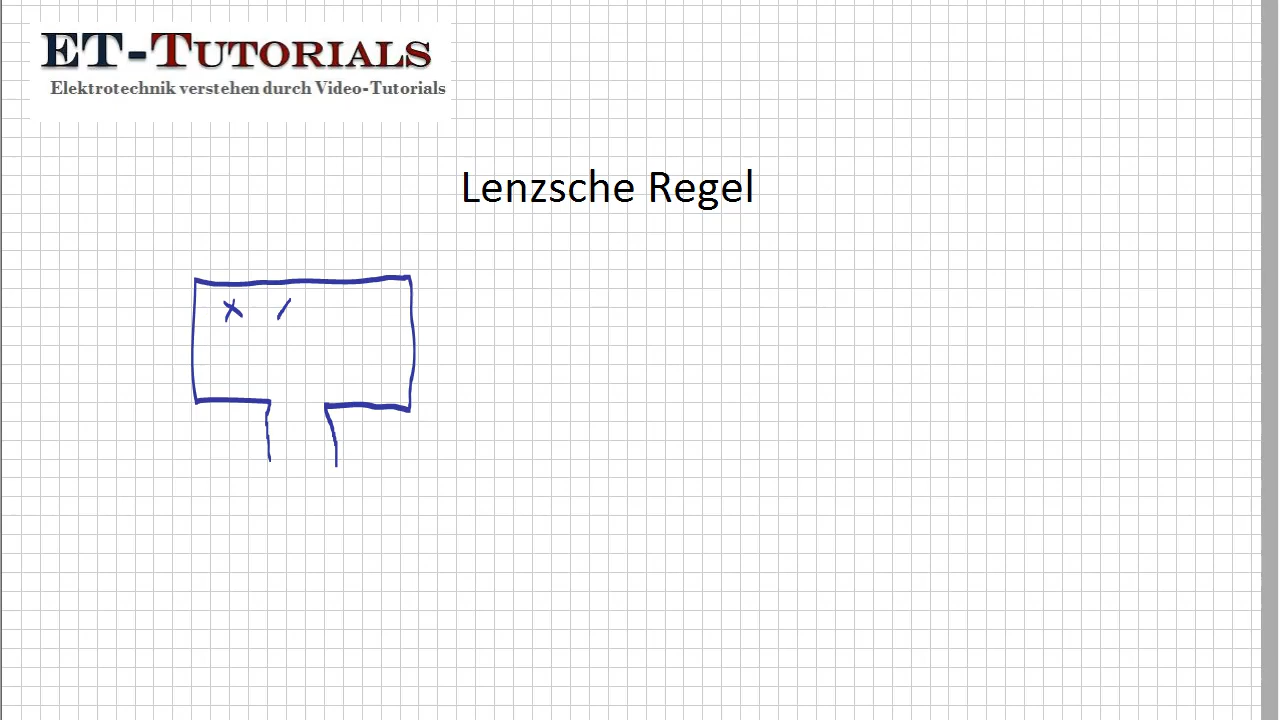 ET-Tutorials
Elektrotechnik verstehen durch Video-Tutorials
Lenzsche Regel